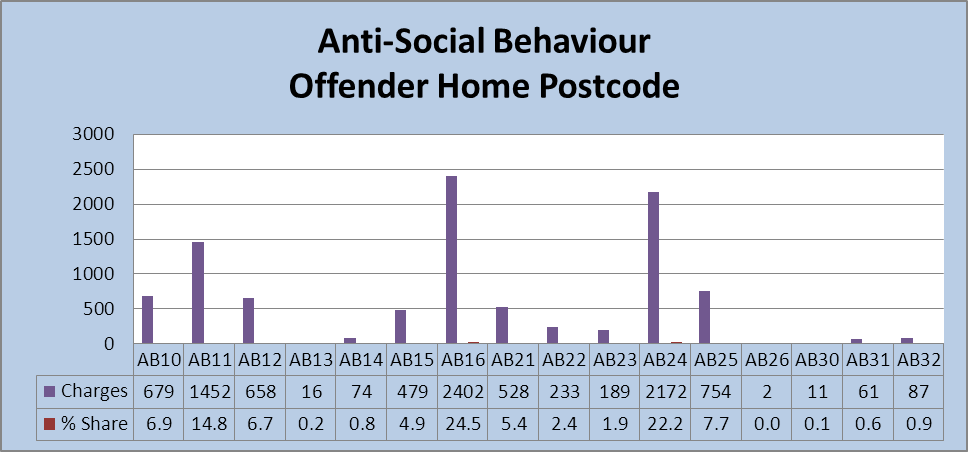 Anti-Social Behaviour
Offender Home Postcode
3000
2500
2000
1500
1000
500
0
AB10 AB11 AB12 AB13 AB14 AB15 AB16 AB21 AB22 AB23 AB24 AB25 AB26 AB30 AB31 AB32
Charges 679 1452 658 16 74 479 2402 528 233 189 2172 754 2 11 61 87
% Share 6.9 14.8 6.7 0.2 0.8 4.9 24.5 5.4 2.4 1.9 22.2 7.7 0.0 0.1 0.6 0.9